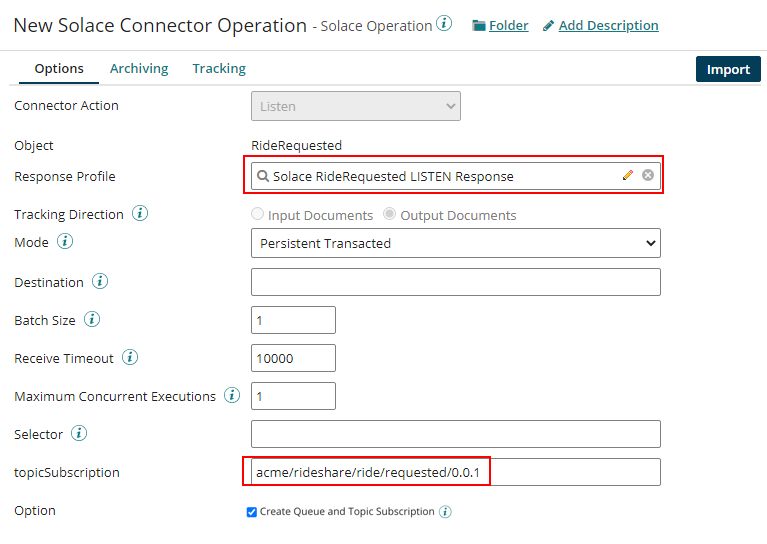 New Solace Connector Operation - Solace Operation i Folder Add Description
Options Archiving Tracking Import
Connector Action Listen
Object RideRequested
Response Profile Solace RideRequested LISTEN Response
Tracking Direction i Input Documents Output Documents
Mode i Persistent Transacted
Destination i
Batch Size i 1
Receive Timeout i 10000
Maximum Concurrent Executions i 1
Selector i
topicSubscription acme/rideshare/ride/requested/0.0.1
Option Create Queue and Topic Subscription i